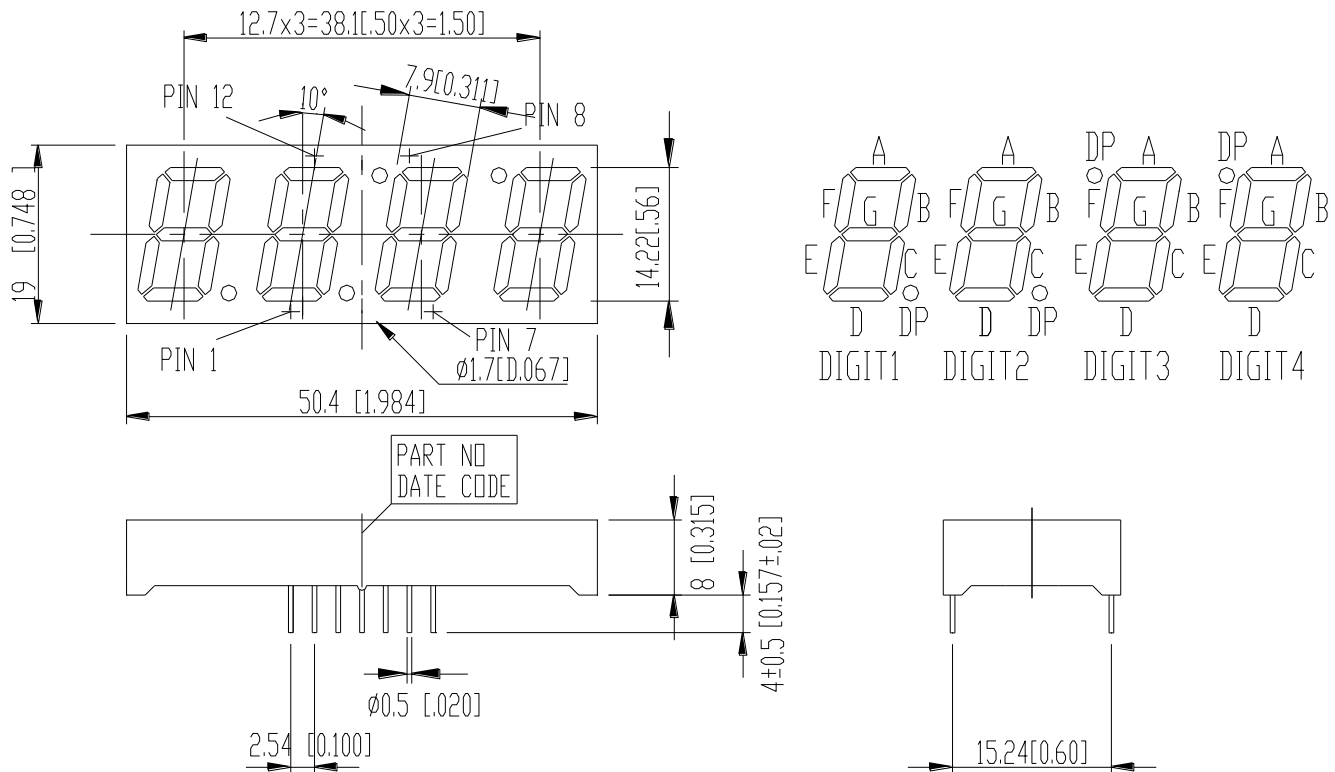 12.7x3=38.1[.50x3=1.50]
7.9[0.311]
10°
PIN 12
PIN 8
19 [0.748 ]
14.22[.56]
PIN 1
PIN 7
ø1.7[D.067]
50.4 [1.984]
A
F
G
B
E
C
D
DP
DIGIT1
A
F
G
B
E
C
D
DP
DIGIT2
DP
A
F
G
B
E
C
D
DIGIT3
DP
A
F
G
B
E
C
D
DIGIT4
PART NO
DATE CODE
8 [0.315]
4±0.5 [0.157±.02]
ø0.5 [.020]
2.54 [0.100]
15.24[0.60]